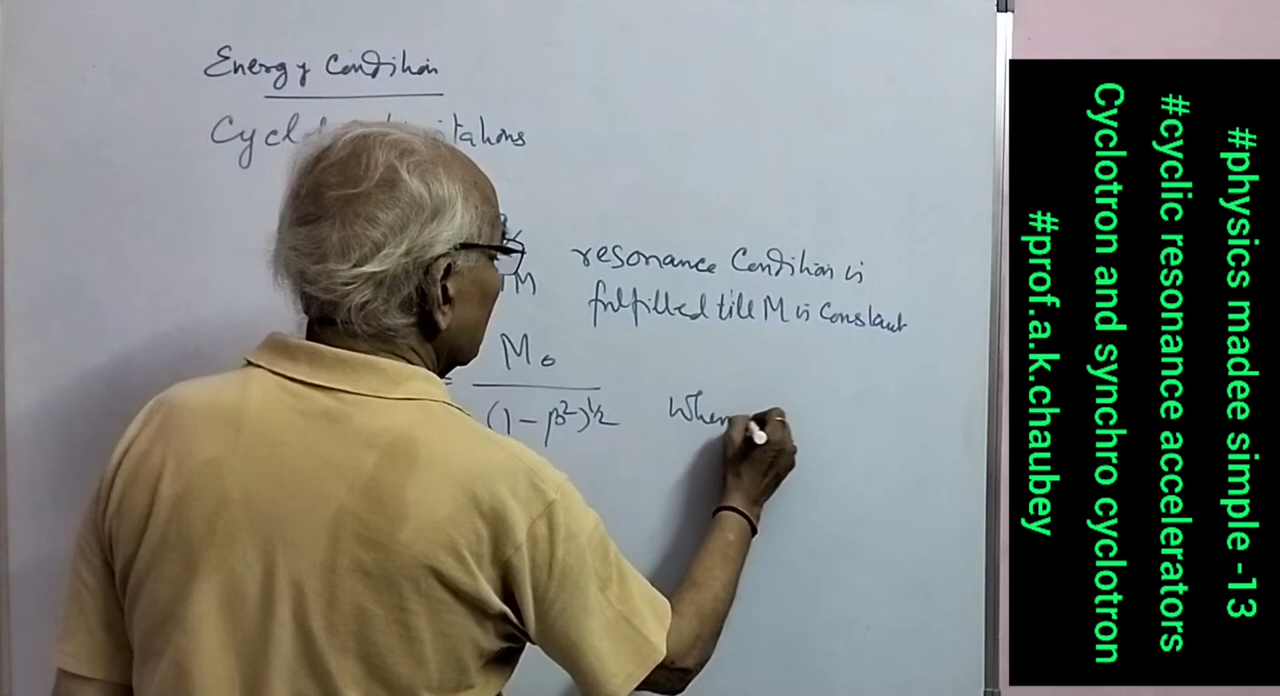 Energy Condition
Cycl tations
M
resonance Condition is
fulfilled till M is Constant
M₀
(1 - β²)^½
When
#physics madee simple -13
#cyclic resonance accelerators
Cyclotron and synchro cyclotron
#prof.a.k.chaubey